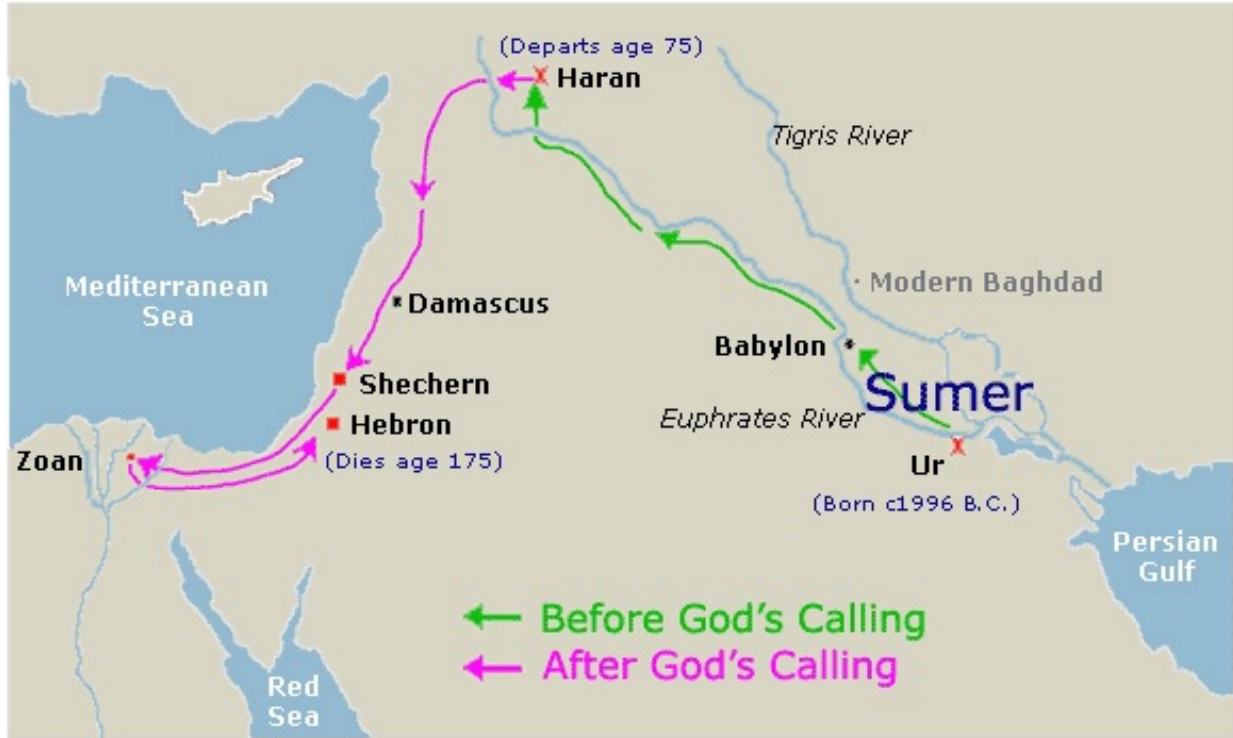 (Departs age 75)
Haran
Tigris River
Mediterranean
Sea
Modern Baghdad
Damascus
Babylon
Sumer
Shechern
Euphrates River
Hebron
(Dies age 175)
Zoan
Ur
(Born c1996 B.C.)
Persian
Gulf
Before God's Calling
After God's Calling
Red
Sea